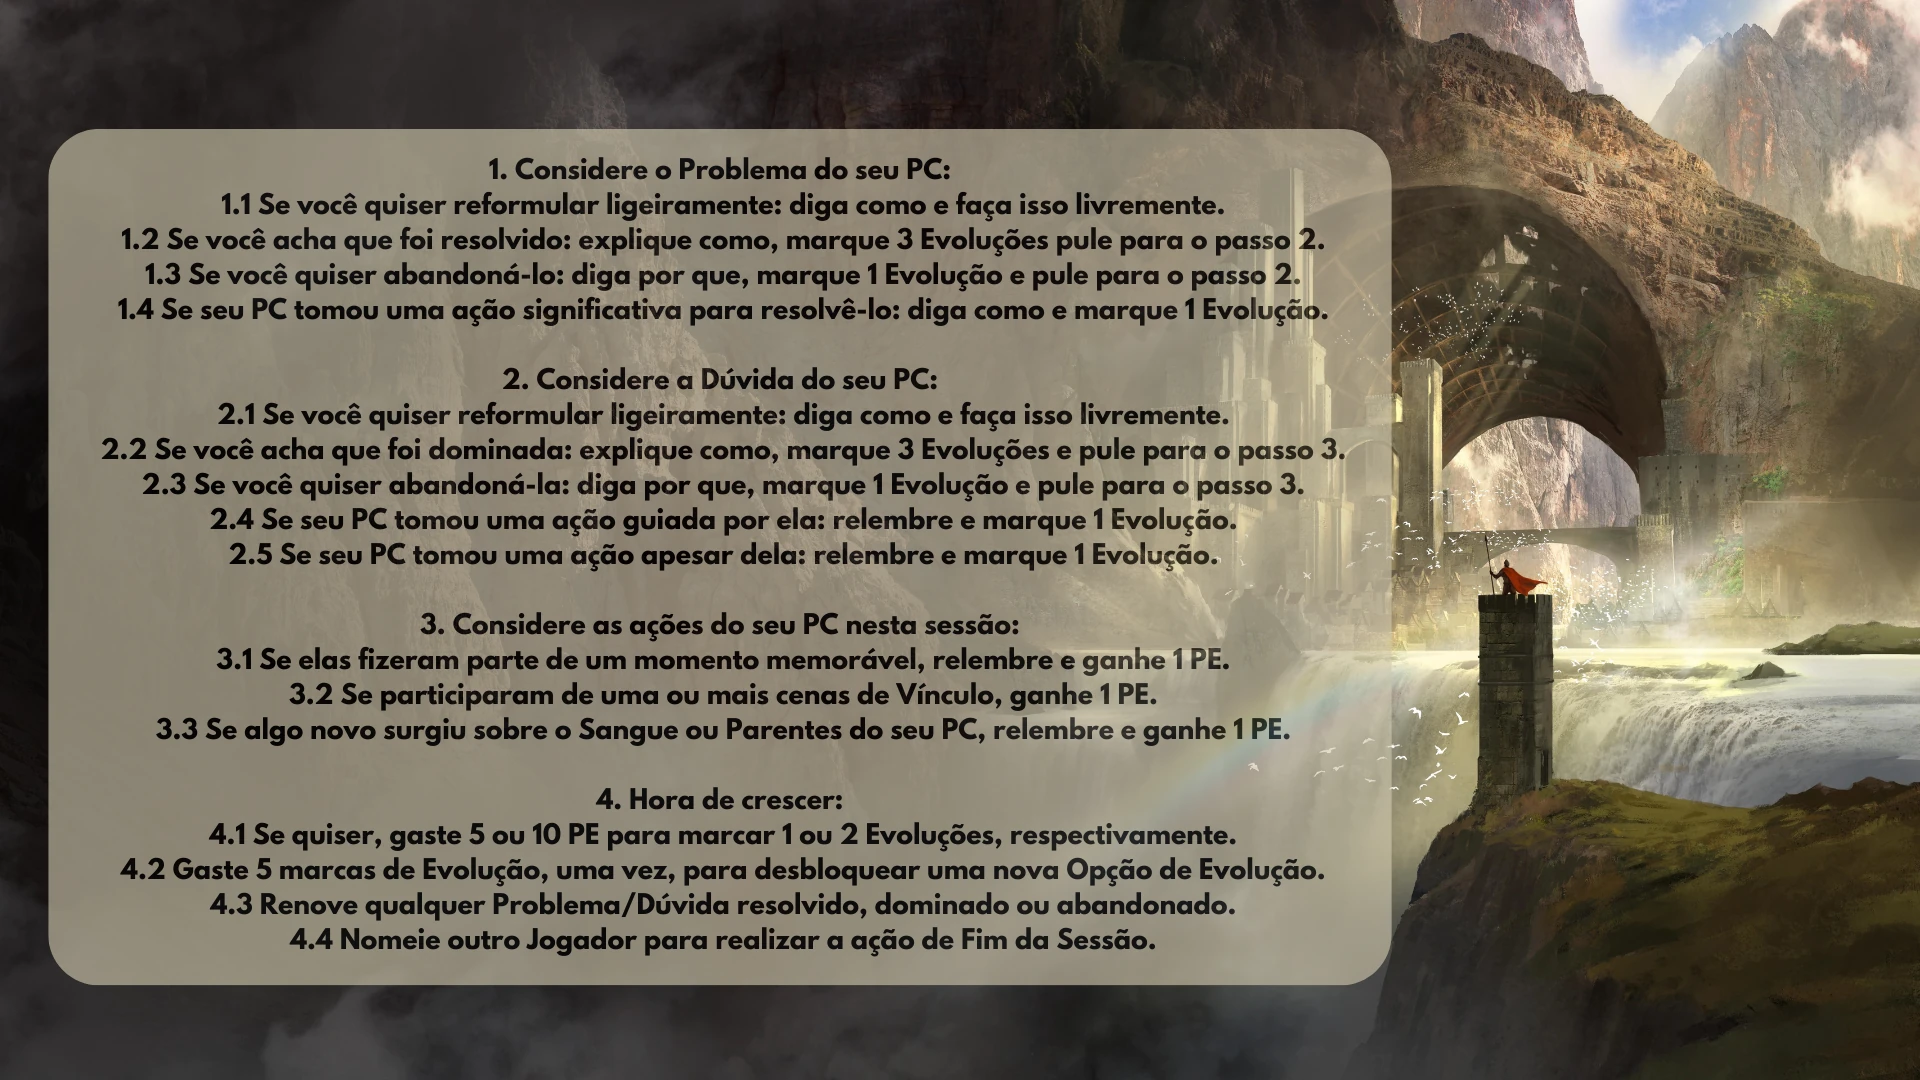 1. Considere o Problema do seu PC:
1.1 Se você quiser reformular ligeiramente: diga como e faça isso livremente.
1.2 Se você acha que foi resolvido: explique como, marque 3 Evoluções pule para o passo 2.
1.3 Se você quiser abandoná-lo: diga por que, marque 1 Evolução e pule para o passo 2.
1.4 Se seu PC tomou uma ação significativa para resolvê-lo: diga como e marque 1 Evolução.
2. Considere a Dúvida do seu PC:
2.1 Se você quiser reformular ligeiramente: diga como e faça isso livremente.
2.2 Se você acha que foi dominada: explique como, marque 3 Evoluções e pule para o passo 3.
2.3 Se você quiser abandoná-la: diga por que, marque 1 Evolução e pule para o passo 3.
2.4 Se seu PC tomou uma ação guiada por ela: relembre e marque 1 Evolução.
2.5 Se seu PC tomou uma ação apesar dela: relembre e marque 1 Evolução.
3. Considere as ações do seu PC nesta sessão:
3.1 Se elas fizeram parte de um momento memorável, relembre e ganhe 1 PE.
3.2 Se participaram de uma ou mais cenas de Vínculo, ganhe 1 PE.
3.3 Se algo novo surgiu sobre o Sangue ou Parentes do seu PC, relembre e ganhe 1 PE.
4. Hora de crescer:
4.1 Se quiser, gaste 5 ou 10 PE para marcar 1 ou 2 Evoluções, respectivamente.
4.2 Gaste 5 marcas de Evolução, uma vez, para desbloquear uma nova Opção de Evolução.
4.3 Renove qualquer Problema/Dúvida resolvido, dominado ou abandonado.
4.4 Nomeie outro Jogador para realizar a ação de Fim da Sessão.